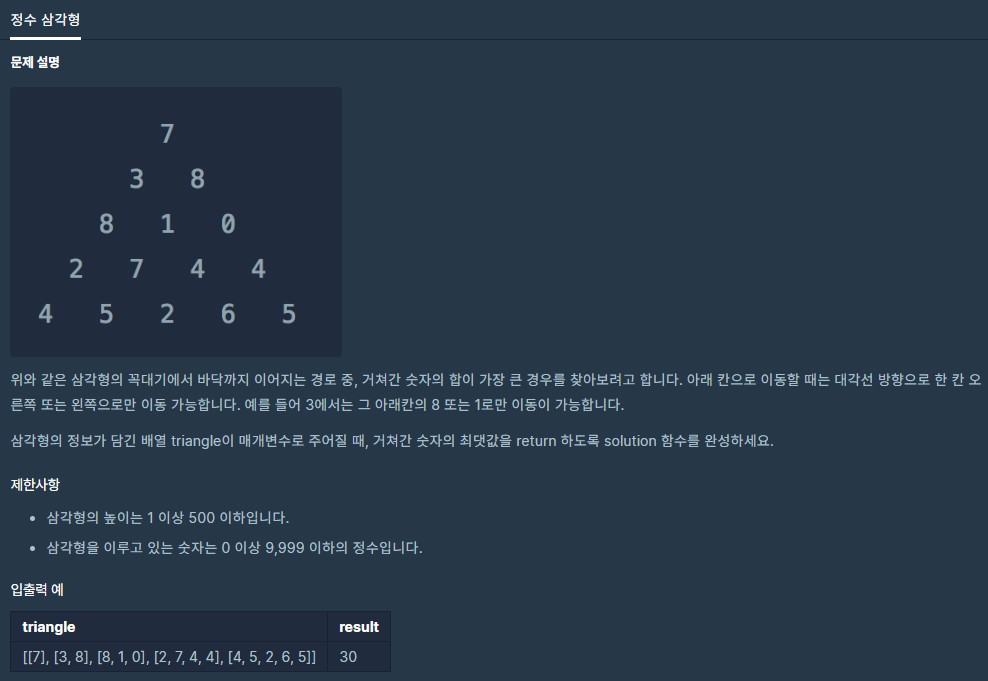 정수 삼각형
문제 설명
7
3 8
8 1 0
2 7 4 4
4 5 2 6 5
위와 같은 삼각형의 꼭대기에서 바닥까지 이어지는 경로 중, 거쳐간 숫자의 합이 가장 큰 경우를 찾아보려고 합니다. 아래 칸으로 이동할 때는 대각선 방향으로 한 칸 오
른쪽 또는 왼쪽으로만 이동 가능합니다. 예를 들어 3에서는 그 아래칸의 8 또는 1로만 이동이 가능합니다.
삼각형의 정보가 담긴 배열 triangle이 매개변수로 주어질 때, 거쳐간 숫자의 최댓값을 return 하도록 solution 함수를 완성하세요.
제한사항
• 삼각형의 높이는 1 이상 500 이하입니다.
• 삼각형을 이루고 있는 숫자는 0 이상 9,999 이하의 정수입니다.
입출력 예
triangle result
[[7], [3, 8], [8, 1, 0], [2, 7, 4, 4], [4, 5, 2, 6, 5]] 30